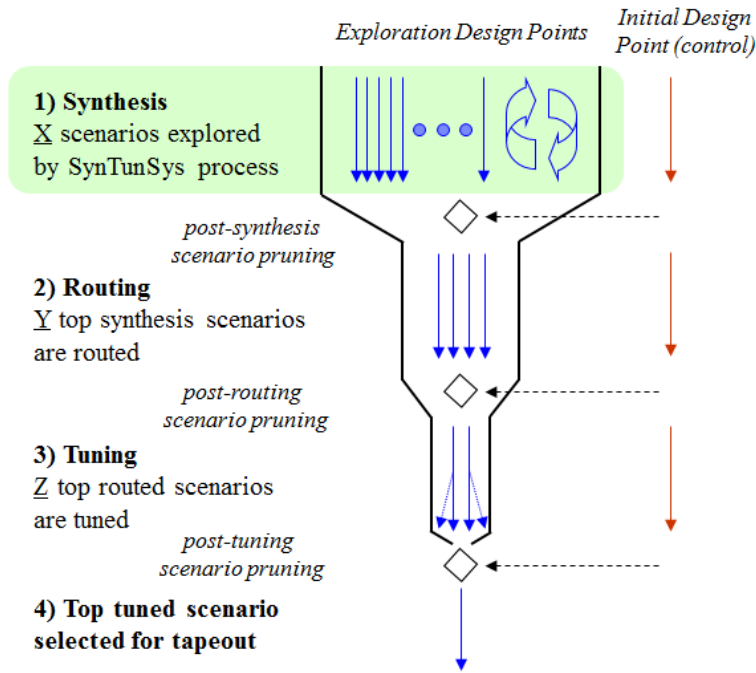 Exploration Design Points
Initial Design
Point (control)
1) Synthesis
X scenarios explored
by SynTunSys process
post-synthesis
scenario pruning
2) Routing
Y top synthesis scenarios
are routed
post-routing
scenario pruning
3) Tuning
Z top routed scenarios
are tuned
post-tuning
scenario pruning
4) Top tuned scenario
selected for tapeout